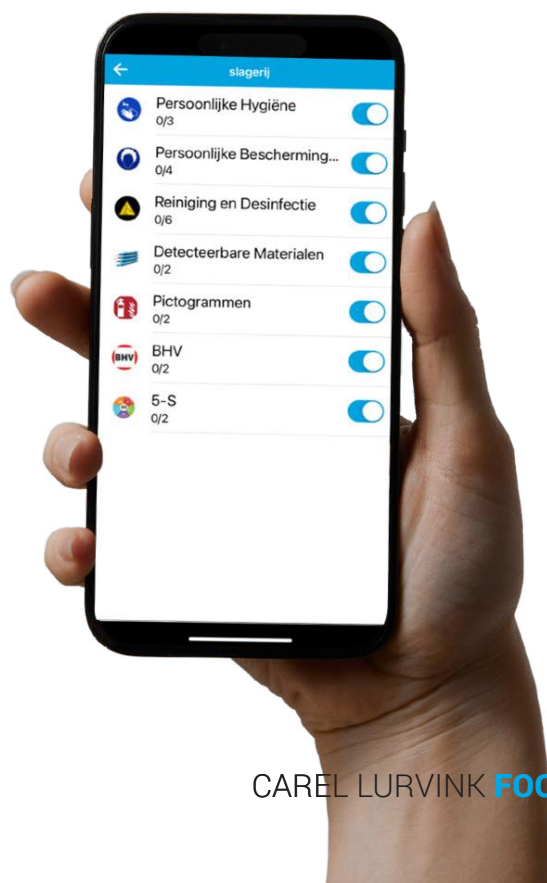 slagerij
Persoonlijke Hygiëne
0/3
Persoonlijke Bescherming...
0/4
Reiniging en Desinfectie
0/6
Detecteerbare Materialen
0/2
Pictogrammen
0/2
BHV
BHV
0/2
5-S
0/2
CAREL LURVINK